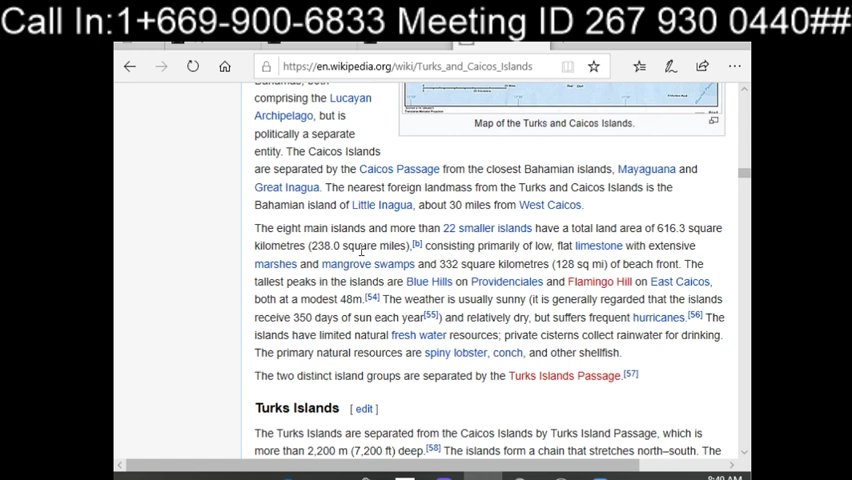 Call In:1+669-900-6833 Meeting ID 267 930 0440##
https://en.wikipedia.org/wiki/Turks_and_Caicos_Islands
Bahamas, both
comprising the Lucayan
Archipelago, but is
politically a separate
entity. The Caicos Islands
Map of the Turks and Caicos Islands.
are separated by the Caicos Passage from the closest Bahamian islands, Mayaguana and
Great Inagua. The nearest foreign landmass from the Turks and Caicos Islands is the
Bahamian island of Little Inagua, about 30 miles from West Caicos.
The eight main islands and more than 22 smaller islands have a total land area of 616.3 square
kilometres (238.0 square miles),[b] consisting primarily of low, flat limestone with extensive
marshes and mangrove swamps and 332 square kilometres (128 sq mi) of beach front. The
tallest peaks in the islands are Blue Hills on Providenciales and Flamingo Hill on East Caicos,
both at a modest 48m.[54] The weather is usually sunny (it is generally regarded that the islands
receive 350 days of sun each year[55]) and relatively dry, but suffers frequent hurricanes.[56] The
islands have limited natural fresh water resources; private cisterns collect rainwater for drinking.
The primary natural resources are spiny lobster, conch, and other shellfish.
The two distinct island groups are separated by the Turks Islands Passage.[57]
Turks Islands [ edit ]
The Turks Islands are separated from the Caicos Islands by Turks Island Passage, which is
more than 2,200 m (7,200 ft) deep.[58] The islands form a chain that stretches north–south. The
8:49 AM